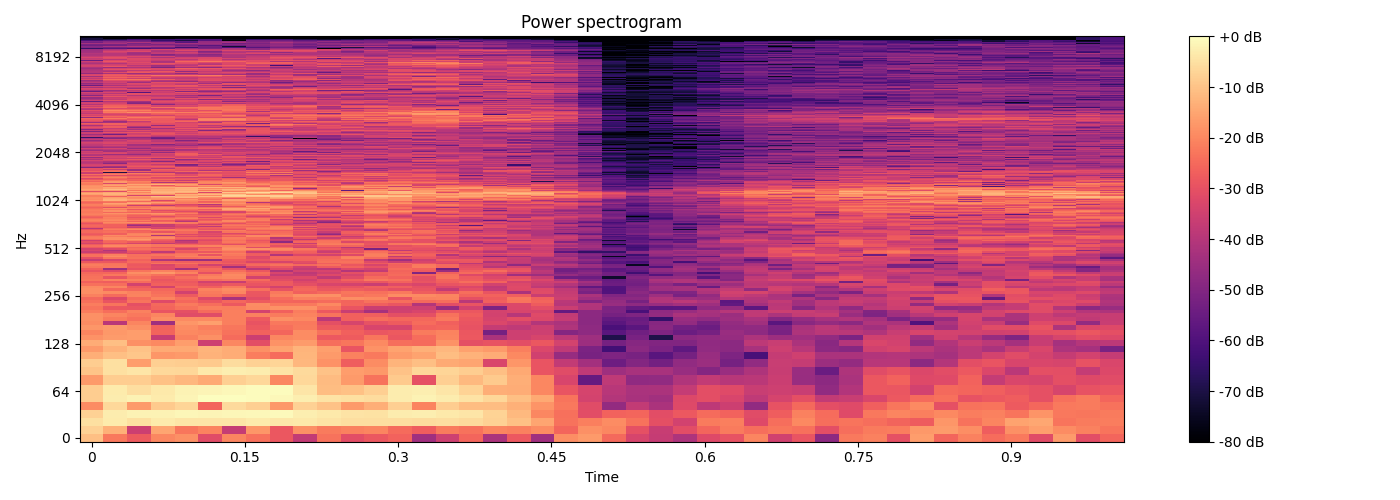 Power spectrogram
Hz
8192
4096
2048
1024
512
256
128
64
0
0 0.15 0.3 0.45 0.6 0.75 0.9
Time
+0 dB
-10 dB
-20 dB
-30 dB
-40 dB
-50 dB
-60 dB
-70 dB
-80 dB